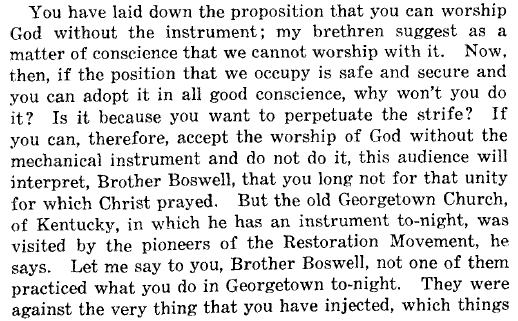 You have laid down the proposition that you can worship
God without the instrument; my brethren suggest as a
matter of conscience that we cannot worship with it. Now,
then, if the position that we occupy is safe and secure and
you can adopt it in all good conscience, why won't you do
it? Is it because you want to perpetuate the strife? If
you can, therefore, accept the worship of God without the
mechanical instrument and do not do it, this audience will
interpret, Brother Boswell, that you long not for that unity
for which Christ prayed. But the old Georgetown Church,
of Kentucky, in which he has an instrument to-night, was
visited by the pioneers of the Restoration Movement, he
says. Let me say to you, Brother Boswell, not one of them
practiced what you do in Georgetown to-night. They were
against the very thing that you have injected, which things